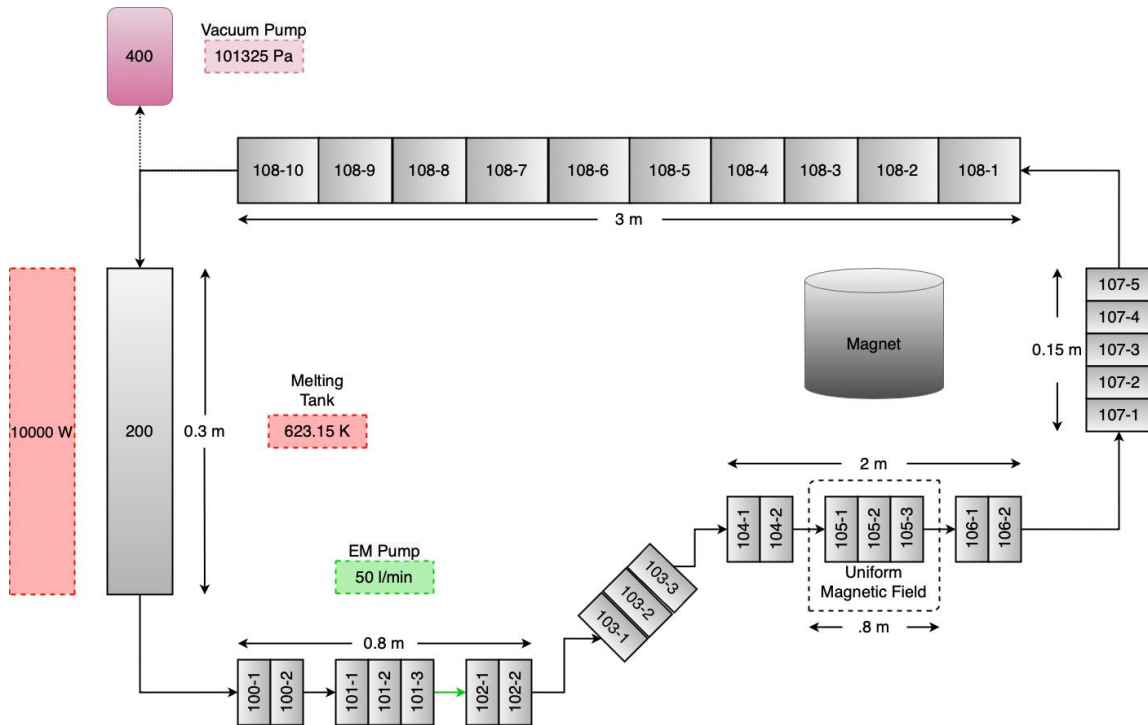 Vacuum Pump
400
101325 Pa
108-10
108-9
108-8
108-7
108-6
108-5
108-4
108-3
108-2
108-1
3 m
10000 W
200
0.3 m
Melting
Tank
623.15 K
Magnet
0.15 m
107-5
107-4
107-3
107-2
107-1
2 m
104-1
104-2
105-1
105-2
105-3
106-1
106-2
Uniform
Magnetic Field
.8 m
EM Pump
50 l/min
0.8 m
103-1
103-2
103-3
100-1
100-2
101-1
101-2
101-3
102-1
102-2